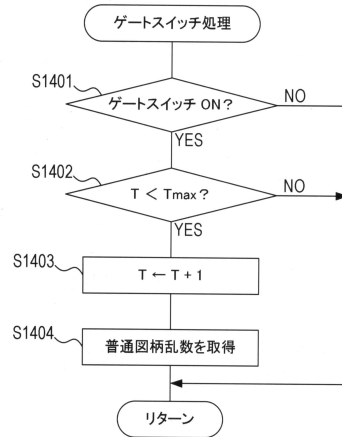 ゲートスイッチ処理
S1401
ゲートスイッチ ON?
NO
YES
S1402
T < Tmax?
NO
YES
S1403
T ← T + 1
S1404
普通図柄乱数を取得
リターン